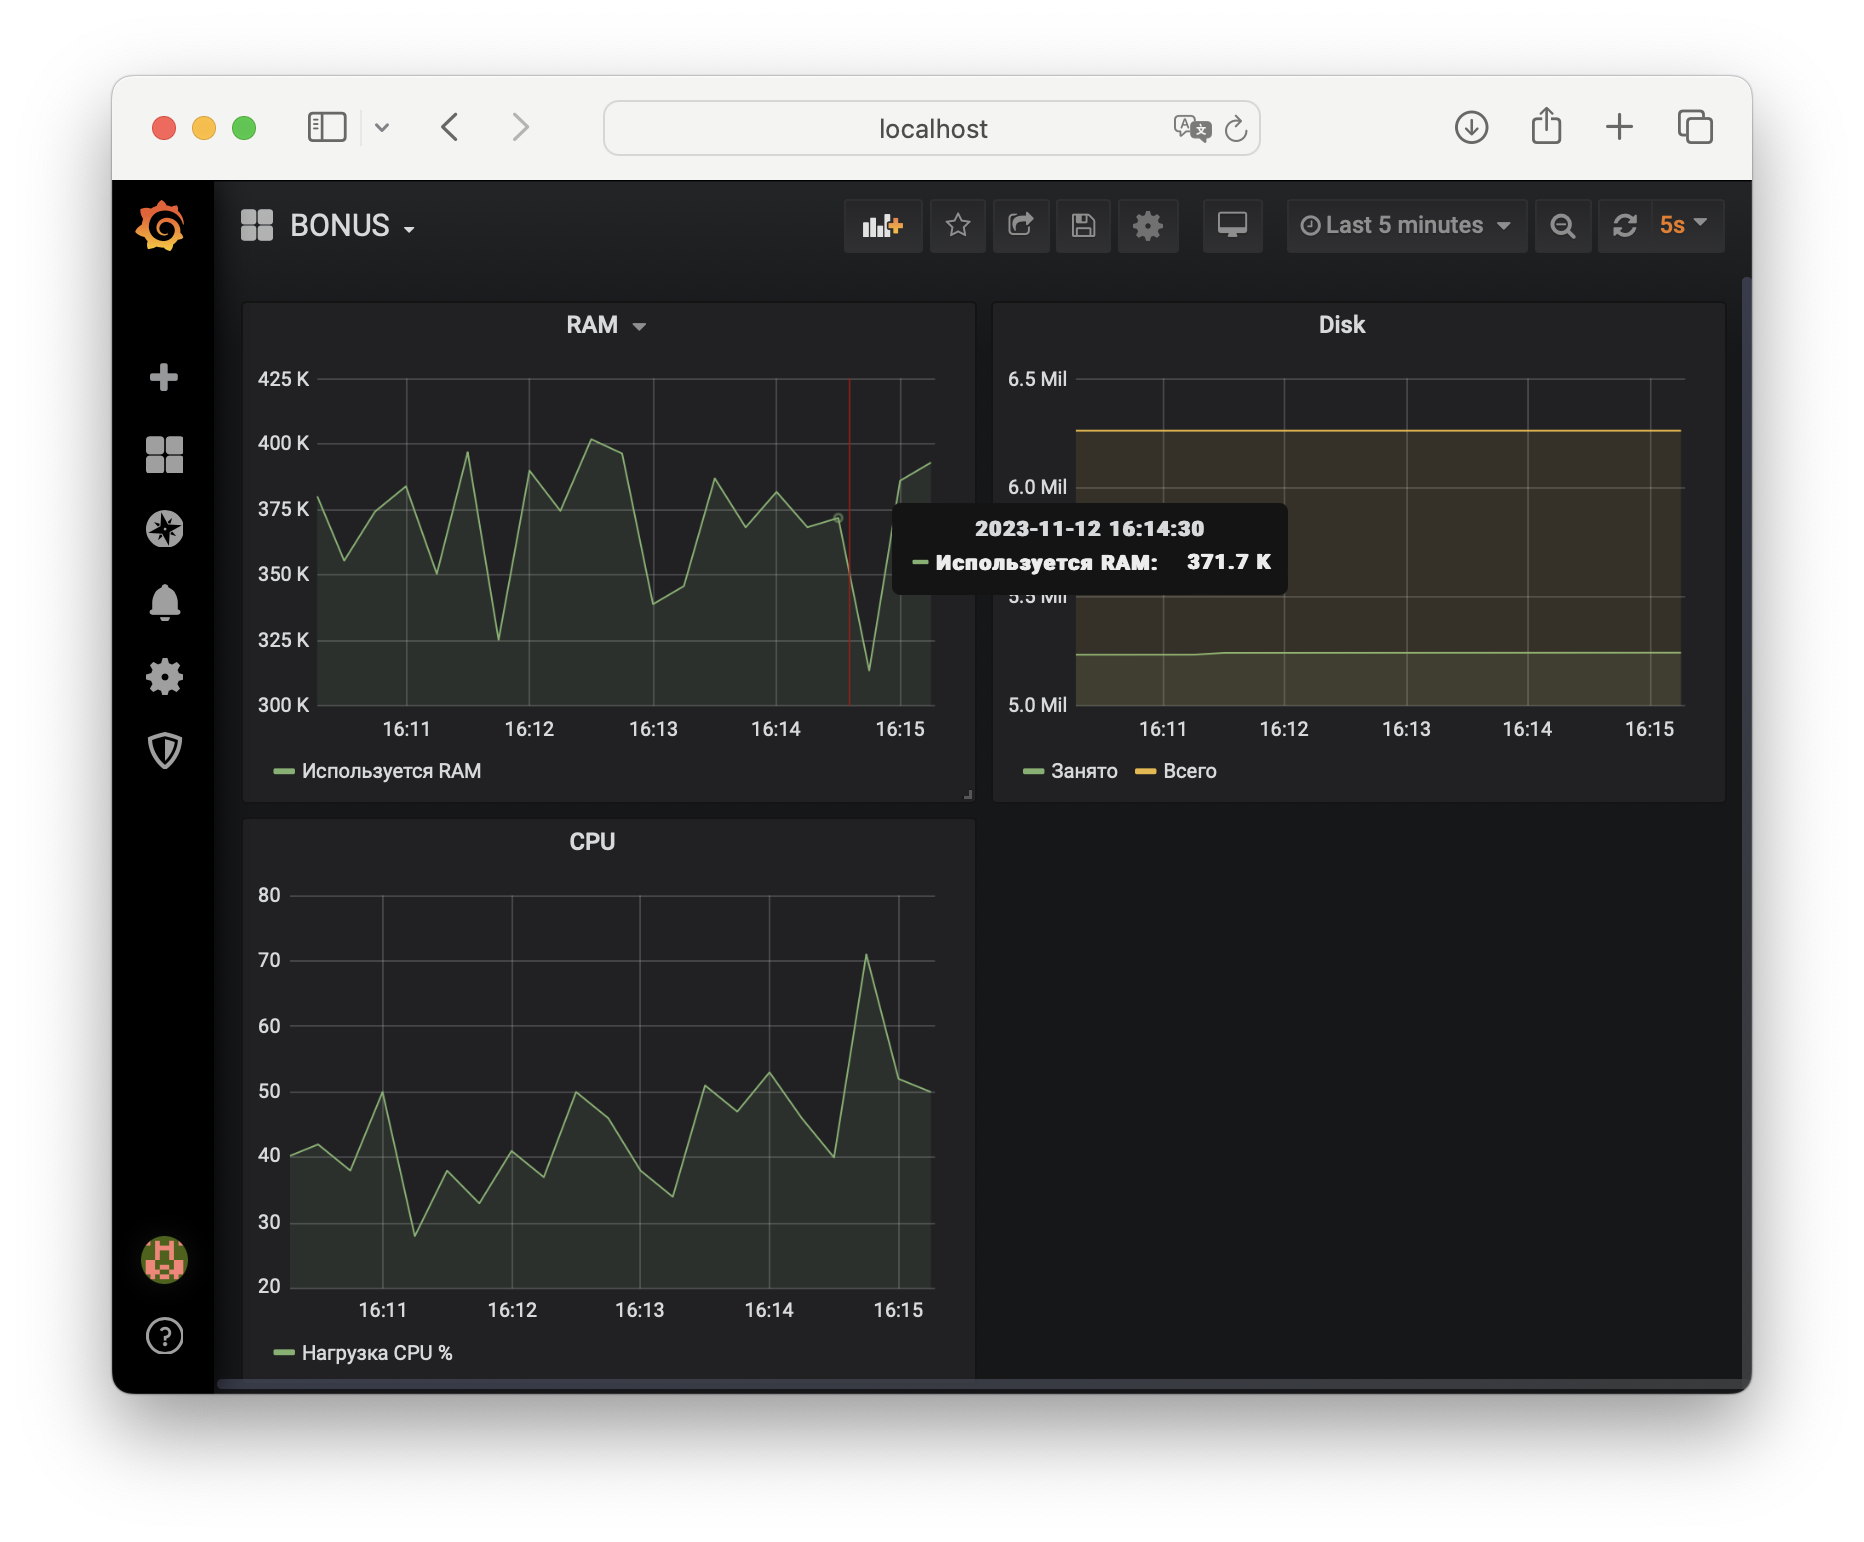 localhost
BONUS
Last 5 minutes
5s
RAM
425 K
400 K
375 K
350 K
325 K
300 K
16:11 16:12 16:13 16:14 16:15
Используется RAM
2023-11-12 16:14:30
Используется RAM: 371.7 K
Disk
6.5 Mil
6.0 Mil
5.5 Mil
5.0 Mil
16:11 16:12 16:13 16:14 16:15
Занято Всего
CPU
80
70
60
50
40
30
20
16:11 16:12 16:13 16:14 16:15
Нагрузка CPU %